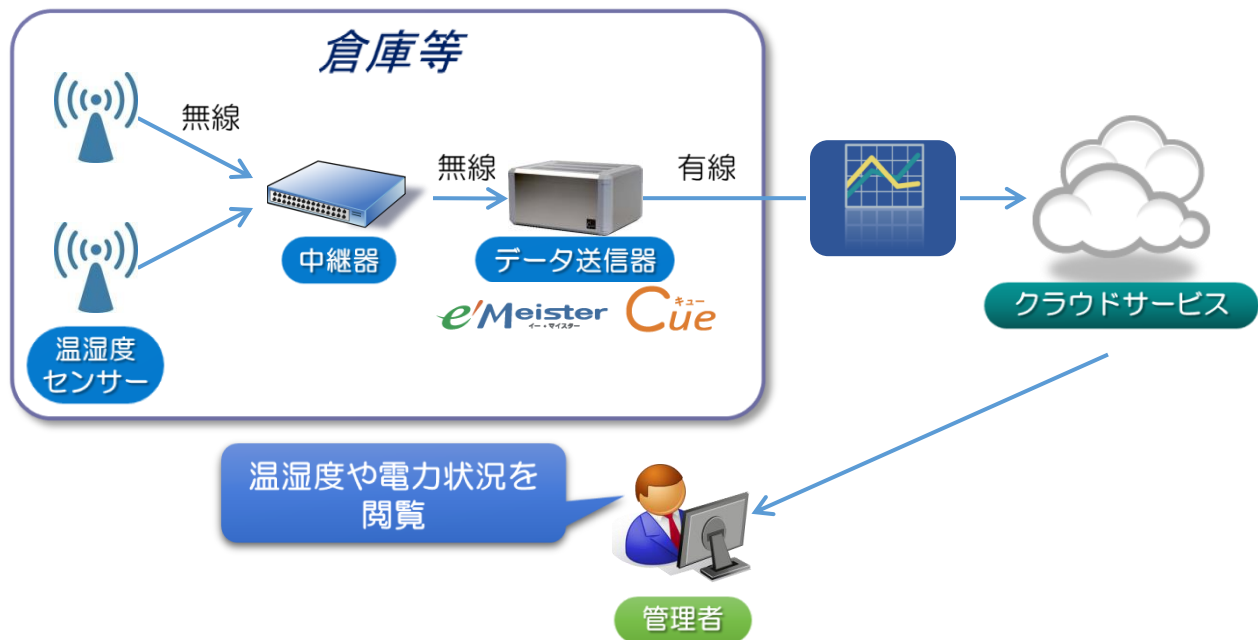 倉庫等
無線
無線
有線
中継器
データ送信器
e'Meister
イー・マイスター
キュー
Cue
クラウドサービス
温湿度
センサー
温湿度や電力状況を
閲覧
管理者